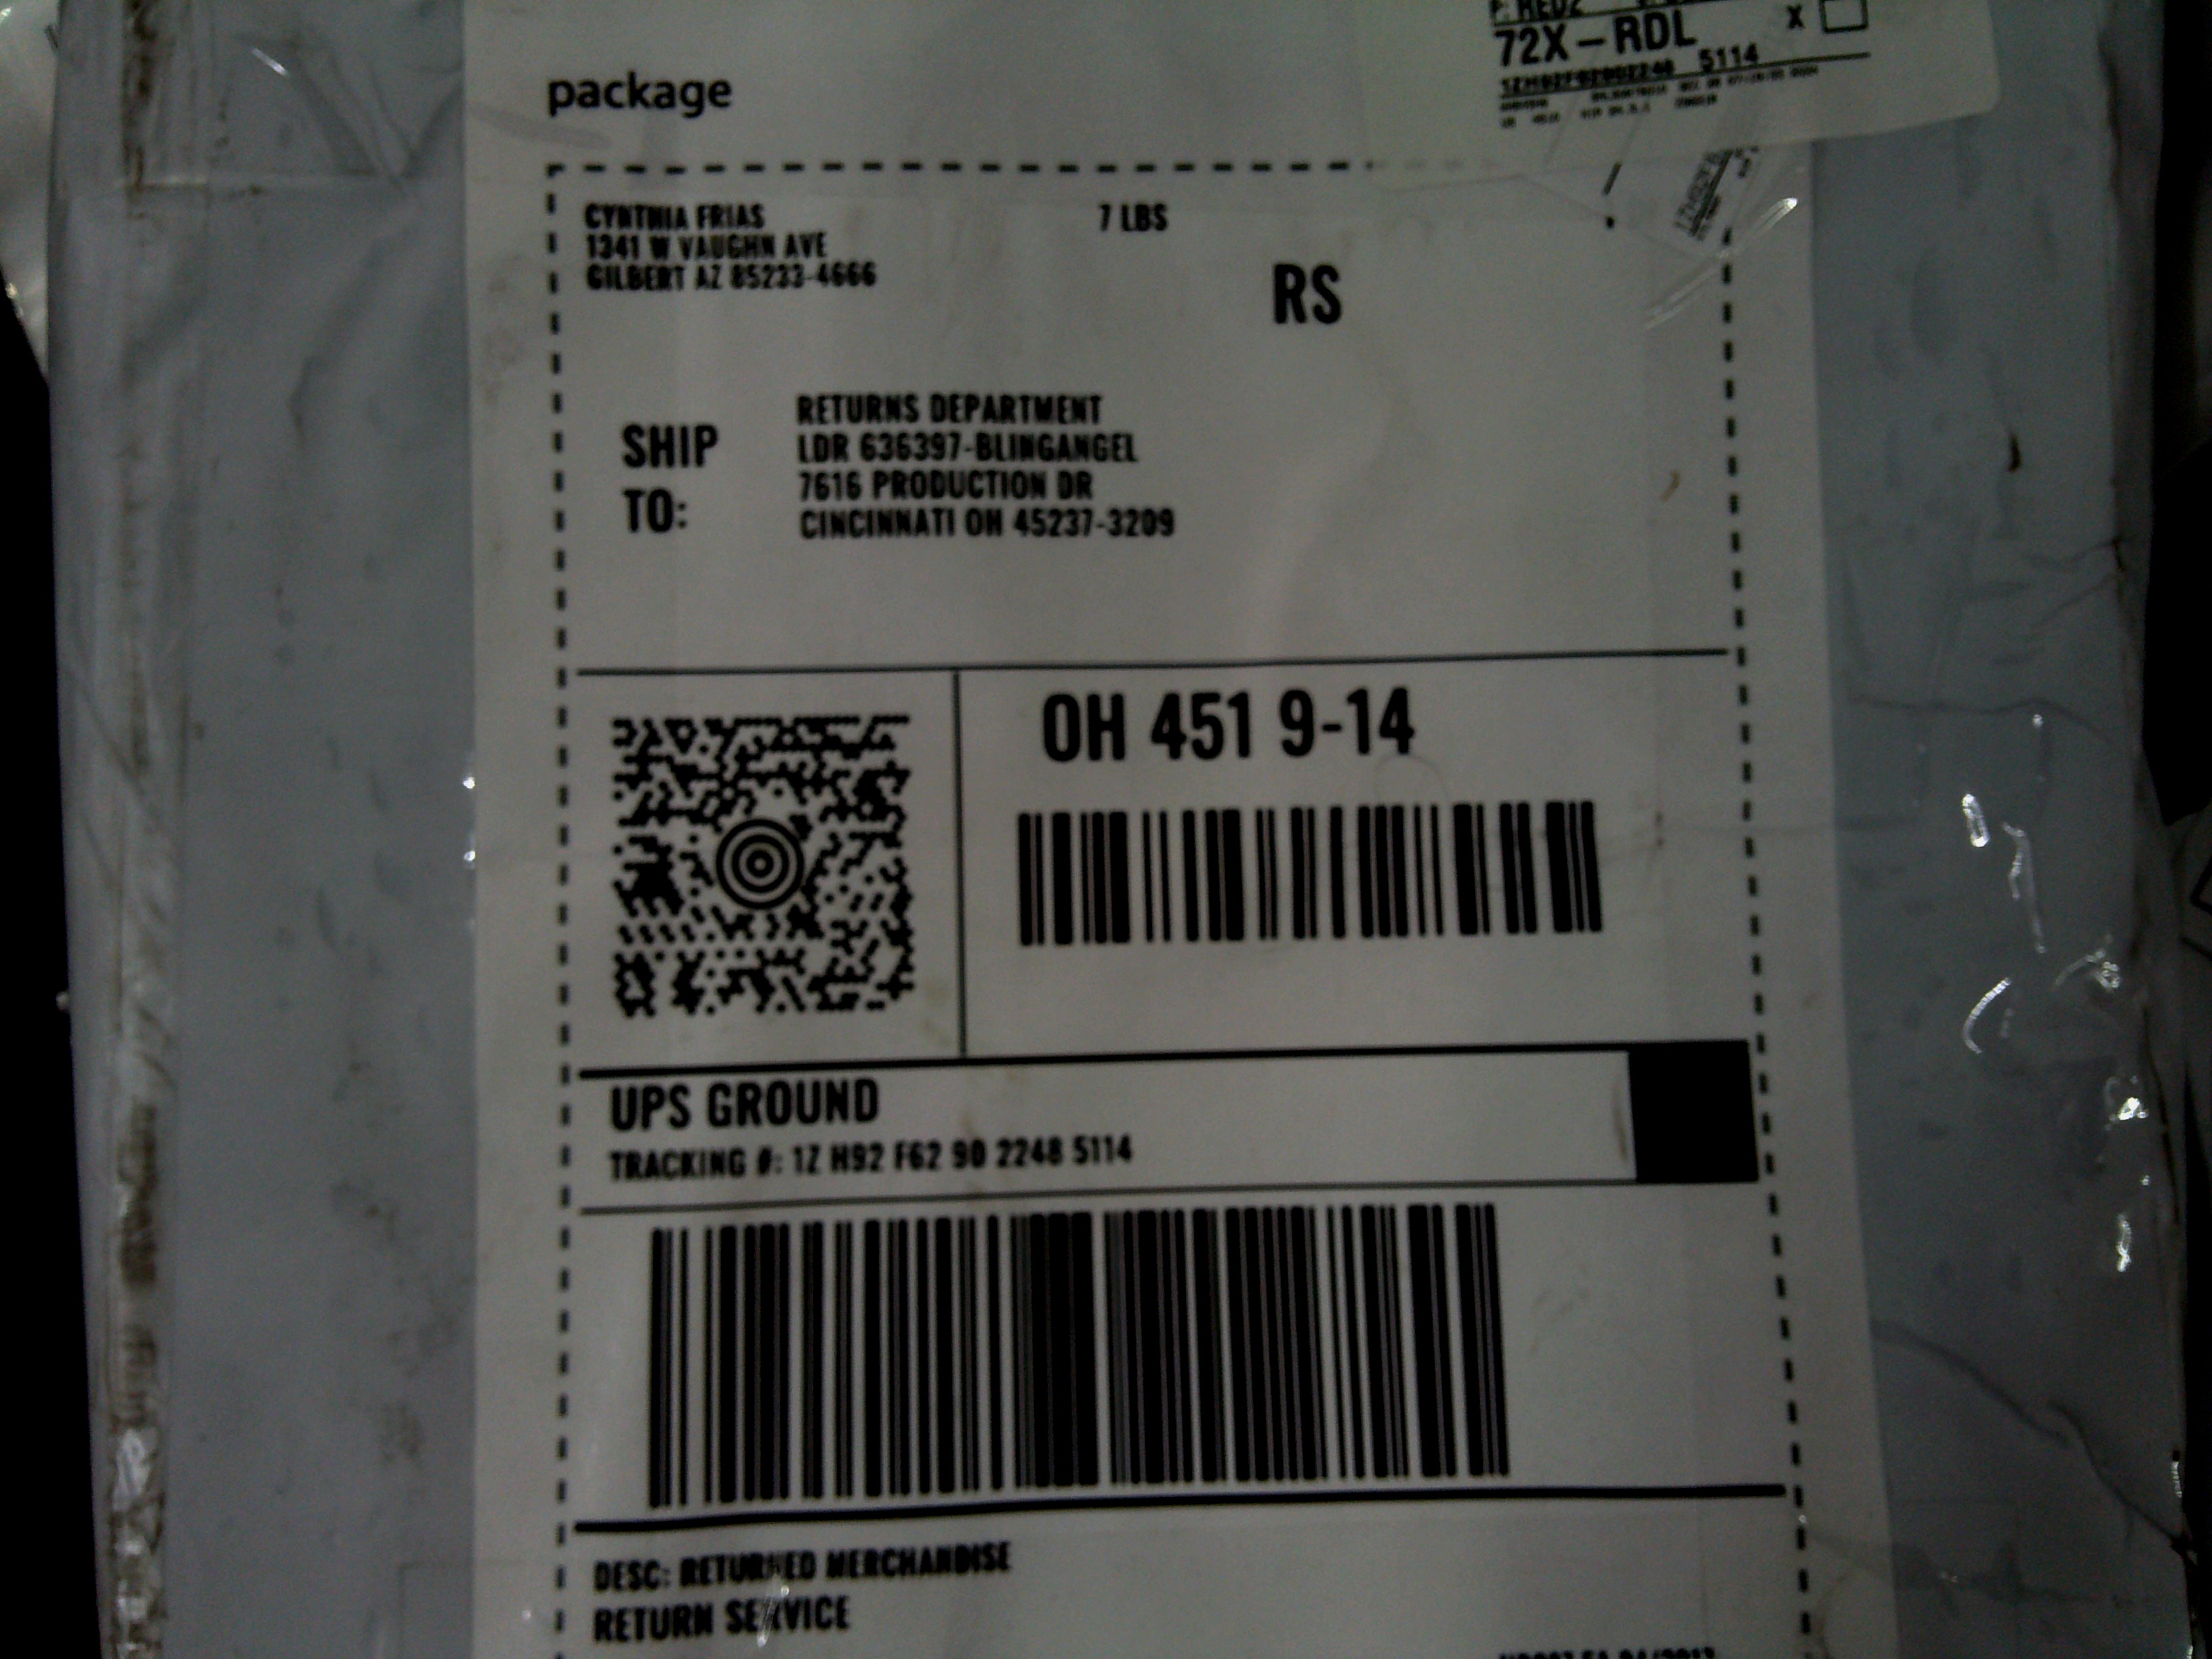 72X-RDL X
5114
package
CYNTHIA FRIAS 7 LBS
1341 W VAUGHN AVE
GILBERT AZ 85233-4666
RS
SHIP TO:
RETURNS DEPARTMENT
LDR 636397-BLINGANGEL
7616 PRODUCTION DR
CINCINNATI OH 45237-3209
OH 451 9-14
UPS GROUND
TRACKING #: 1Z H92 F62 90 2248 5114
DESC: RETURNED MERCHANDISE
RETURN SERVICE